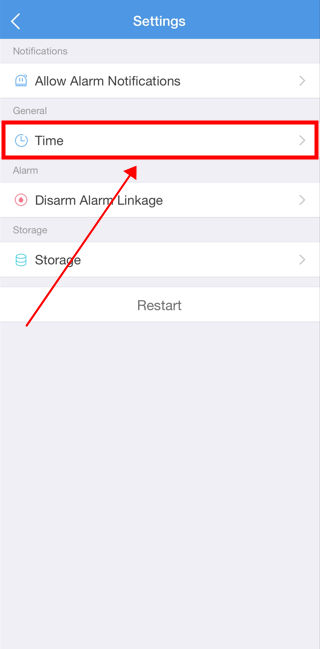 Settings
Notifications
Allow Alarm Notifications
General
Time
Alarm
Disarm Alarm Linkage
Storage
Storage
Restart